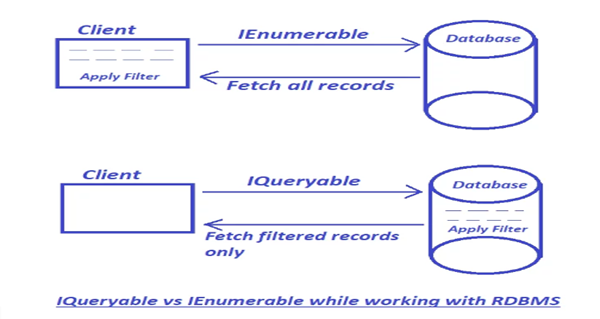 Client
IEnumerable
Database
Apply Filter
Fetch all records
Client
IQueryable
Database
Fetch filtered records
only
Apply Filter
IQueryable vs IEnumerable while working with RDBMS